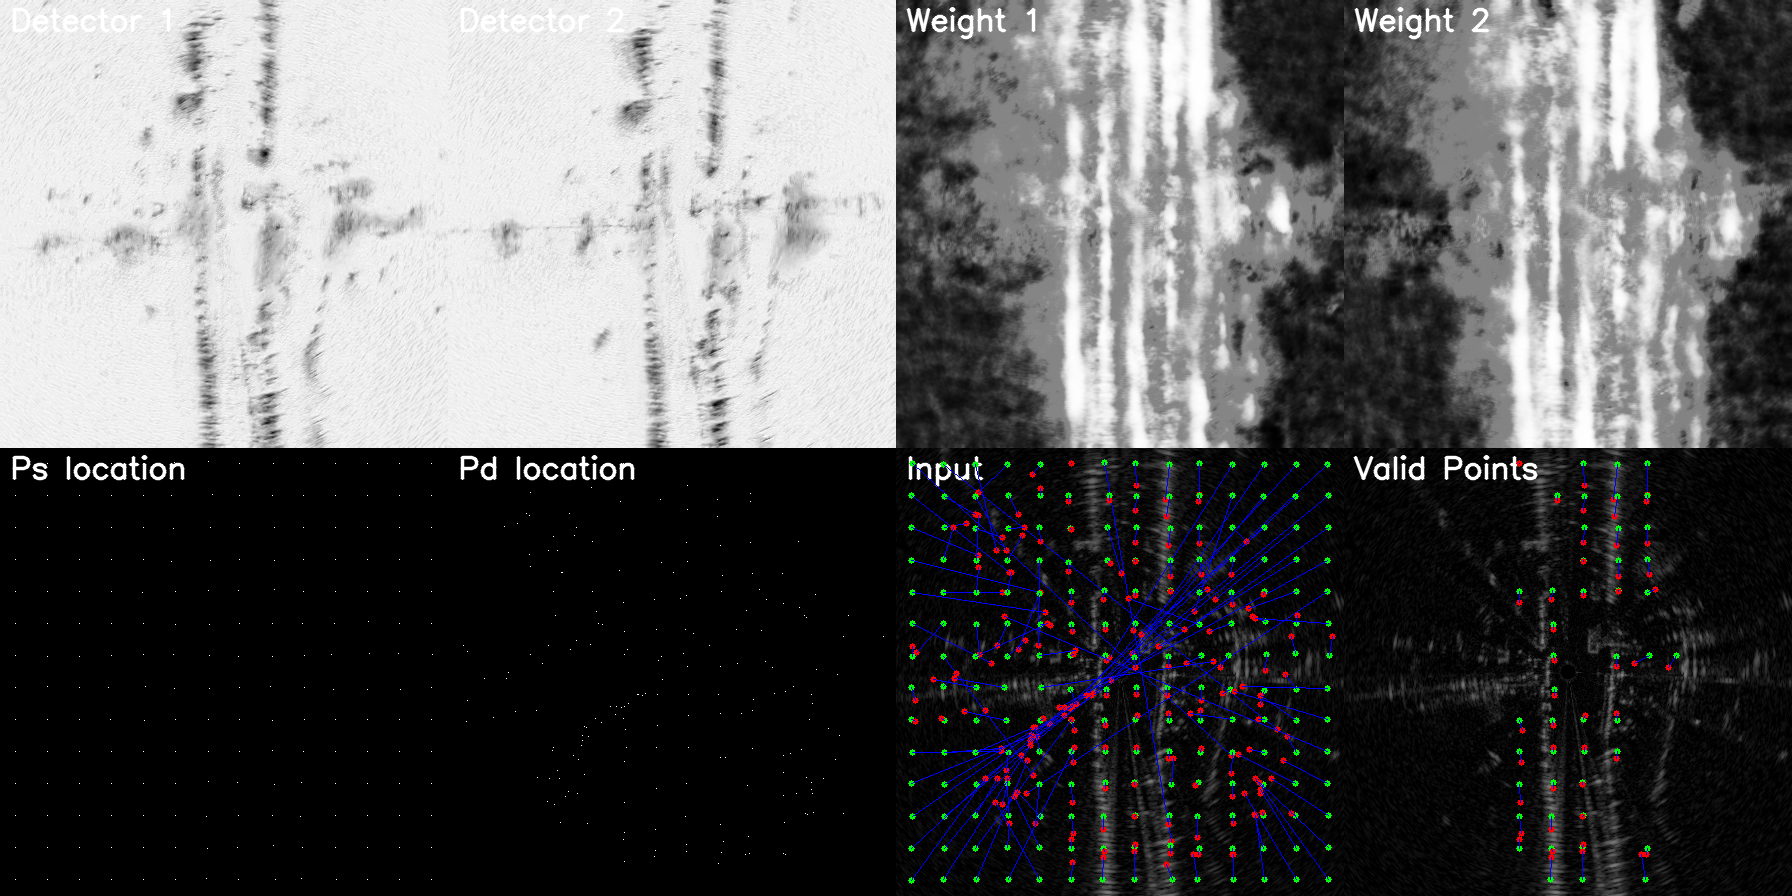 Detector 1
Detector 2
Weight 1
Weight 2
Ps location
Pd location
Input
Valid Points